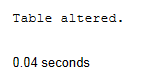 Table altered.
0.04 seconds